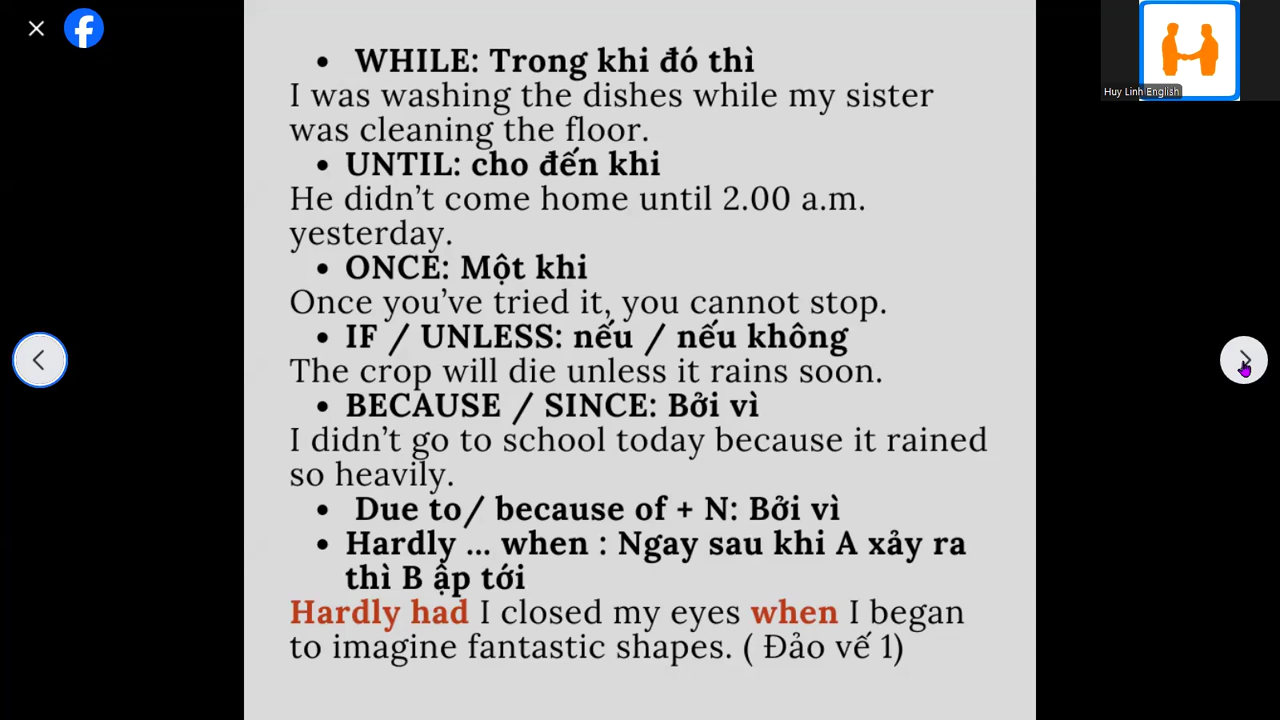 Huy Linh English
• WHILE: Trong khi đó thì
I was washing the dishes while my sister
was cleaning the floor.
• UNTIL: cho đến khi
He didn’t come home until 2.00 a.m.
yesterday.
• ONCE: Một khi
Once you’ve tried it, you cannot stop.
• IF / UNLESS: nếu / nếu không
The crop will die unless it rains soon.
• BECAUSE / SINCE: Bởi vì
I didn’t go to school today because it rained
so heavily.
• Due to/ because of + N: Bởi vì
• Hardly ... when : Ngay sau khi A xảy ra
thì B ập tới
Hardly had I closed my eyes when I began
to imagine fantastic shapes. ( Đảo vế 1)